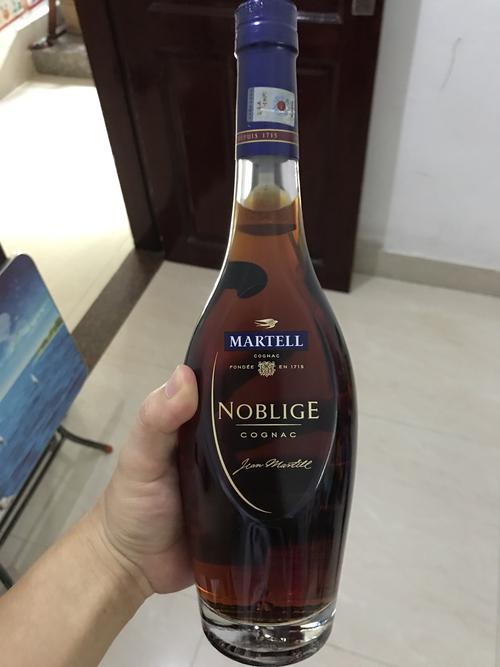 DEPUIS 1715
MARTELL
COGNAC
FONDÉE EN 1715
NOBLIGE
COGNAC
Jean Martell